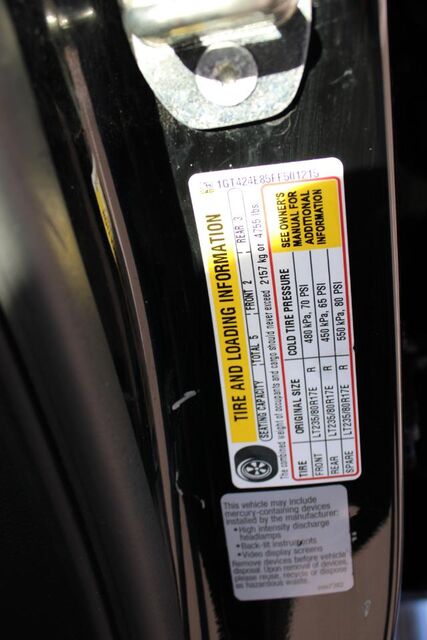 1GT424E85FF501215
TIRE AND LOADING INFORMATION
SEATING CAPACITY TOTAL 5 FRONT 2 REAR 3
The combined weight of occupants and cargo should never exceed 2157 kg or 4755 lbs.
TIRE ORIGINAL SIZE COLD TIRE PRESSURE
FRONT LT235/80R17E R 480 kPa, 70 PSI
REAR LT235/80R17E R 450 kPa, 65 PSI
SPARE LT235/80R17E R 550 kPa, 80 PSI
SEE OWNER'S
MANUAL FOR
ADDITIONAL
INFORMATION
This vehicle may include
mercury-containing devices
installed by the manufacturer:
• High intensity discharge
headlamps
• Back-lit instruments
• Video display screens
Remove devices before vehicle
disposal. Upon removal of devices,
please reuse, recycle or dispose
as hazardous waste.